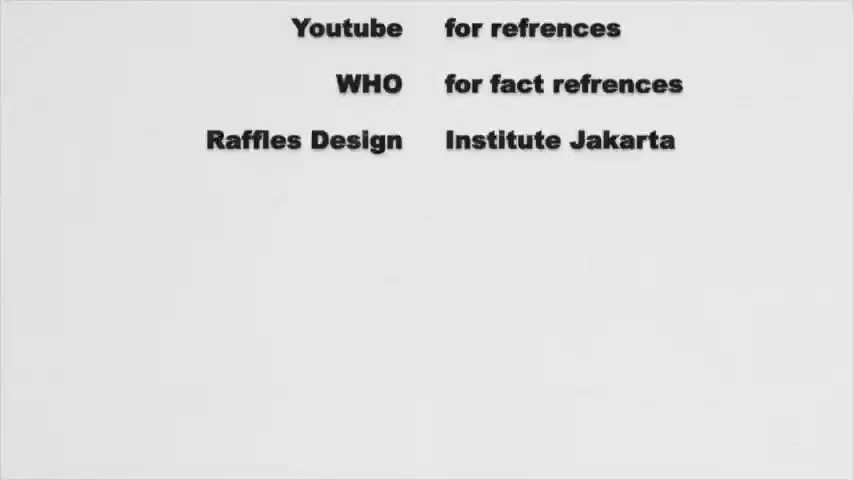 Youtube for refrences
WHO for fact refrences
Raffles Design Institute Jakarta